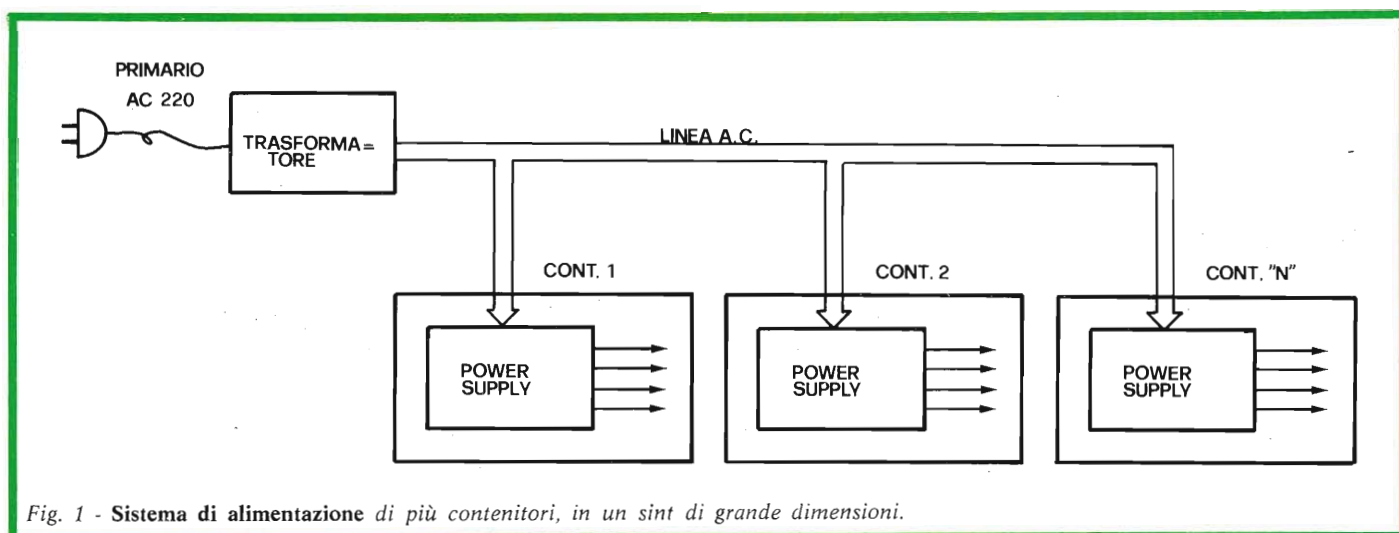 PRIMARIO
AC 220
TRASFORMA=
TORE
LINEA A.C.
CONT. 1
CONT. 2
CONT. "N"
POWER
SUPPLY
POWER
SUPPLY
POWER
SUPPLY
Fig. 1 - Sistema di alimentazione di più contenitori, in un sint di grande dimensioni.